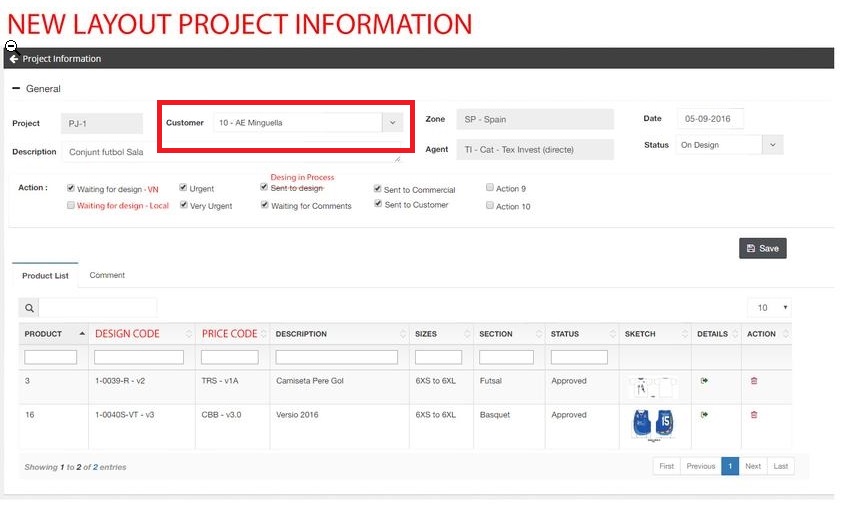 NEW LAYOUT PROJECT INFORMATION
Project Information
General
Project PJ-1 Customer 10 - AE Minguella Zone SP - Spain Date 05-09-2016
Description Conjunt futbol Sala Agent TI - Cat - Tex Invest (directe) Status On Design
Desing in Process
Action : Waiting for design - VN Urgent Sent to design Sent to Commercial Action 9
Waiting for design - Local Very Urgent Waiting for Comments Sent to Customer Action 10
Save
Product List Comment
10
PRODUCT DESIGN CODE PRICE CODE DESCRIPTION SIZES SECTION STATUS SKETCH DETAILS ACTION
3 1-0039-R - v2 TRS - v1A Camiseta Pere Gol 6XS to 6XL Futsal Approved
16 1-0040S-VT - v3 CBB - v3.0 Versio 2016 6XS to 6XL Basquet Approved
15
Showing 1 to 2 of 2 entries First Previous 1 Next Last